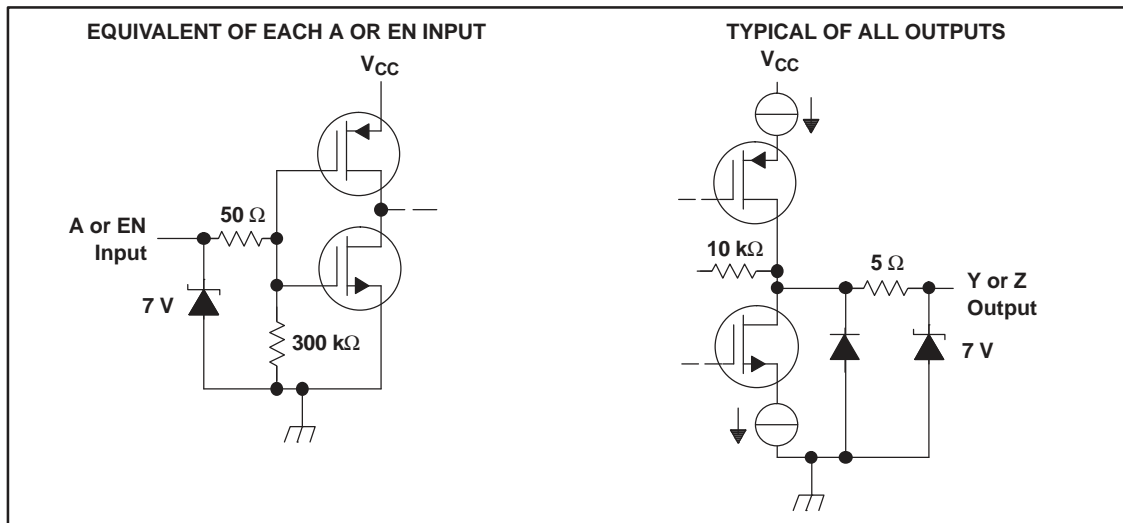 EQUIVALENT OF EACH A OR EN INPUT
VCC
50 Ω
A or EN
Input
7 V
300 kΩ
TYPICAL OF ALL OUTPUTS
VCC
10 kΩ
5 Ω
Y or Z
Output
7 V